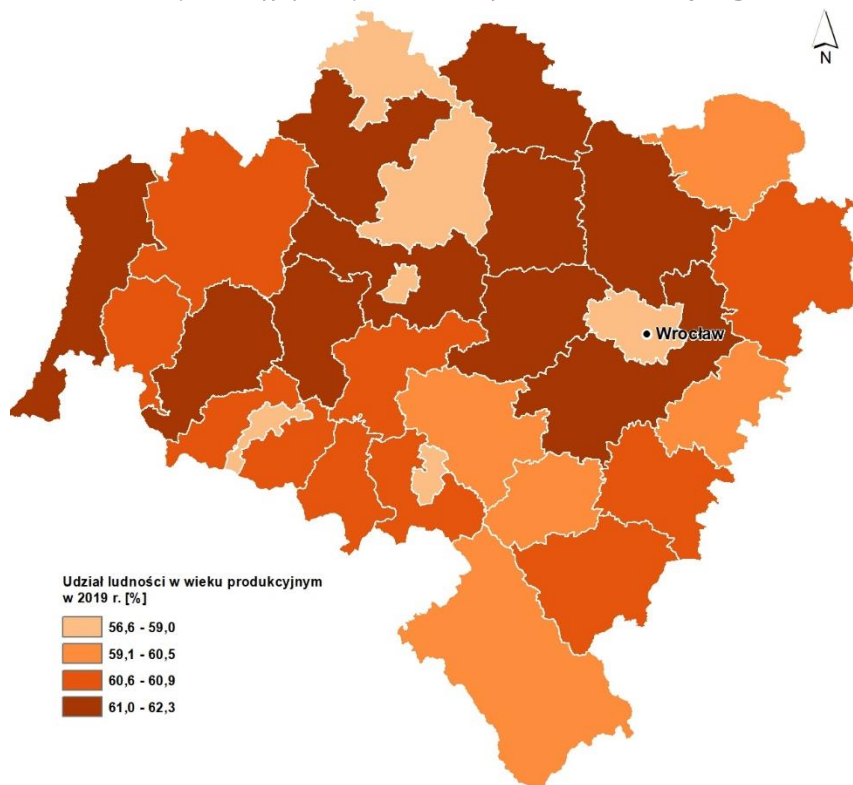 N
Wrocław
Udział ludności w wieku produkcyjnym
w 2019 r. [%]
56,6 - 59,0
59,1 - 60,5
60,6 - 60,9
61,0 - 62,3